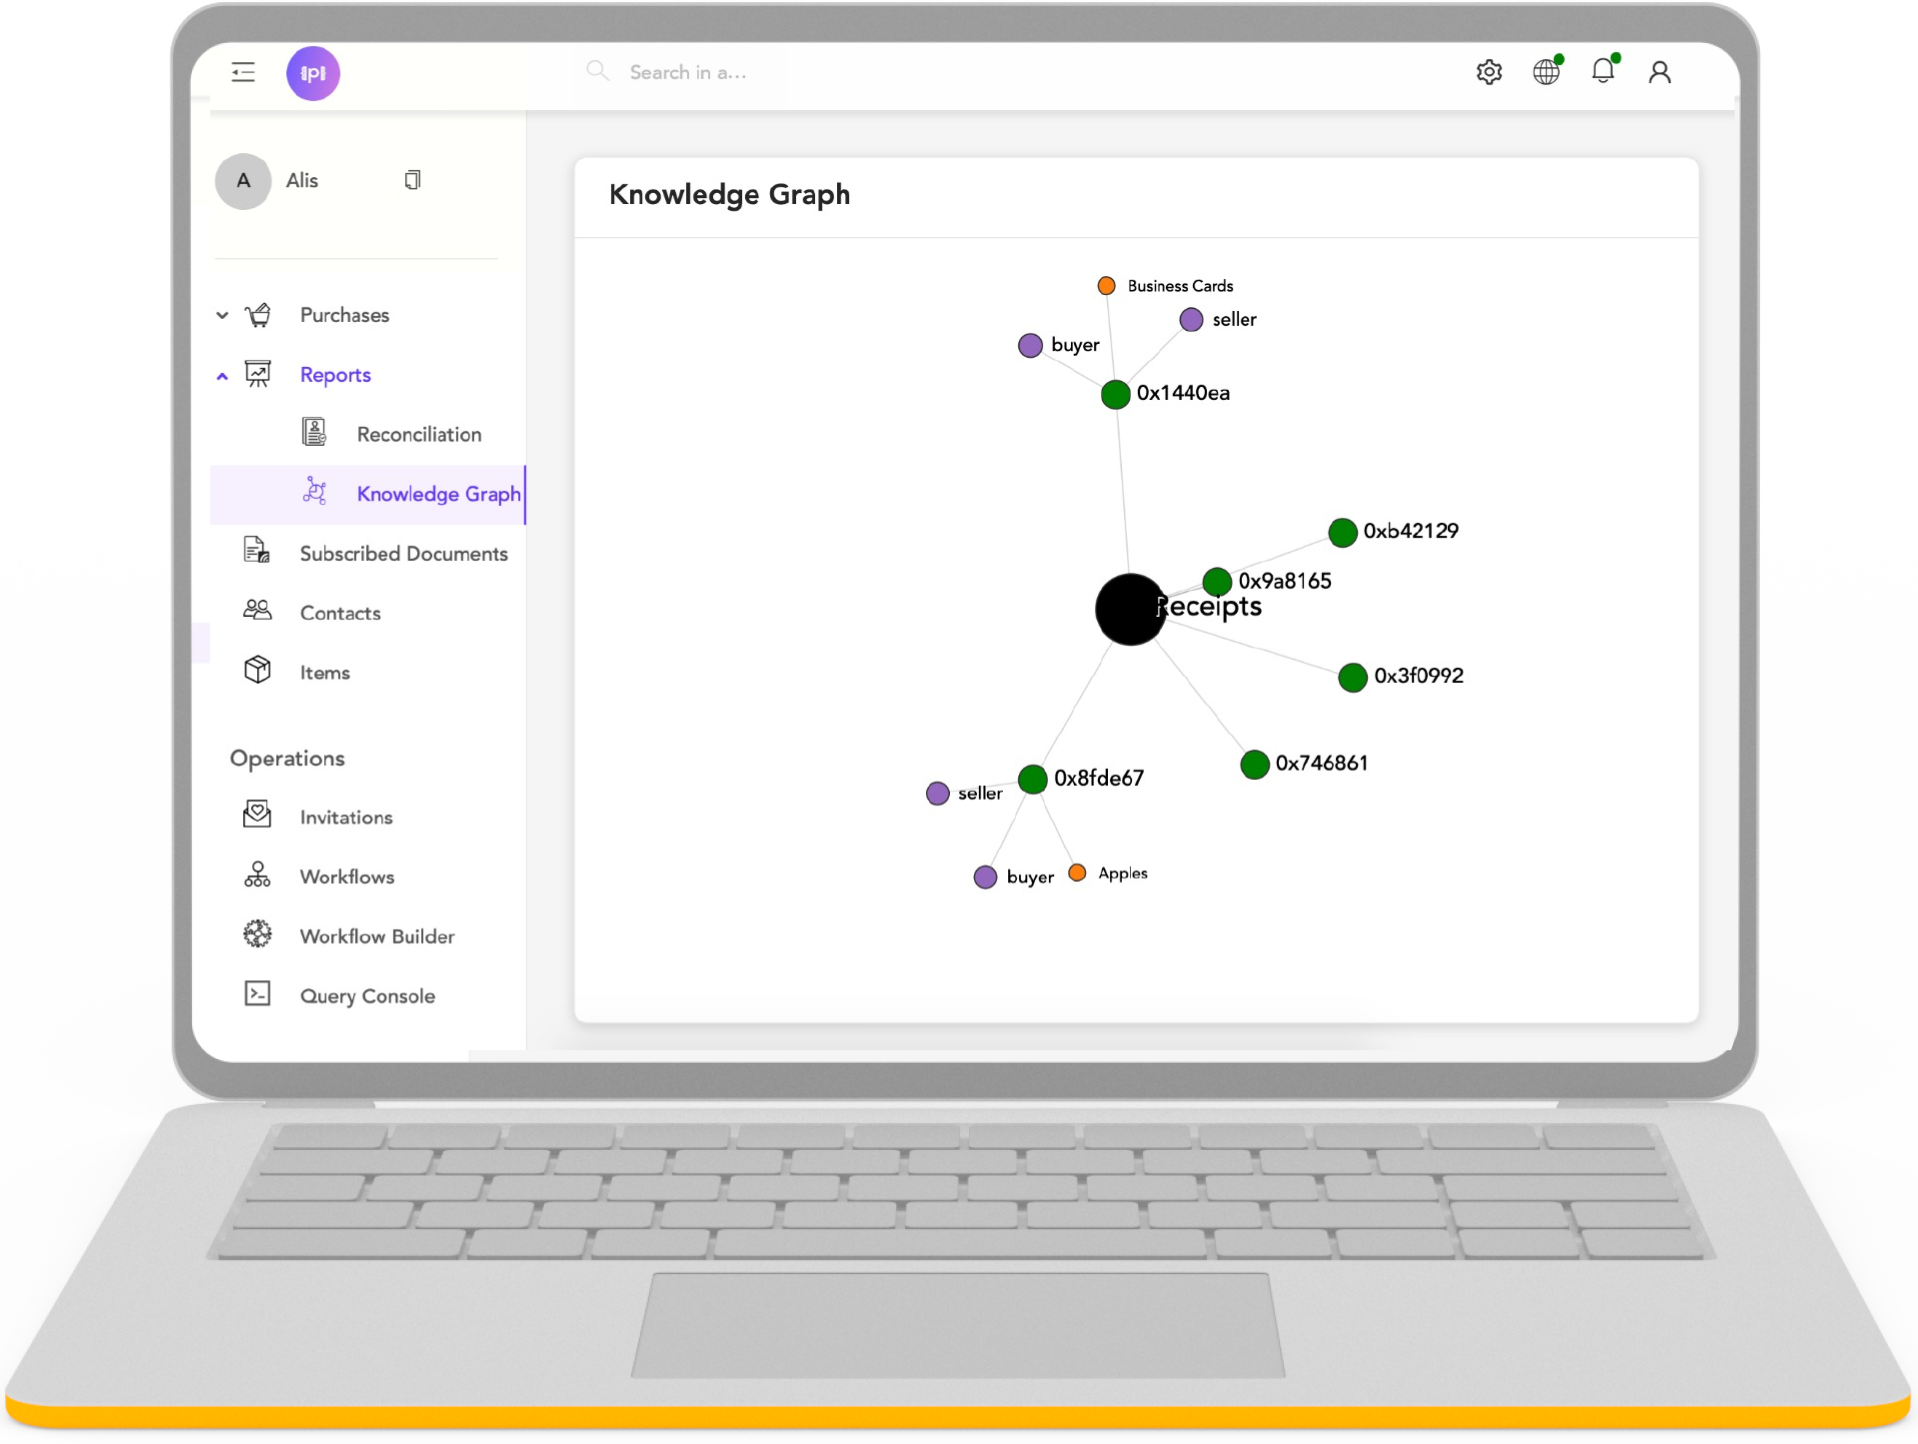 ipi
Search in a...
A
Alis
Purchases
Reports
Reconciliation
Knowledge Graph
Subscribed Documents
Contacts
Items
Operations
Invitations
Workflows
Workflow Builder
Query Console
Knowledge Graph
Business Cards
seller
buyer
0x1440ea
0xb42129
0x9a8165
Receipts
0x3f0992
0x746861
0x8fde67
seller
buyer
Apples